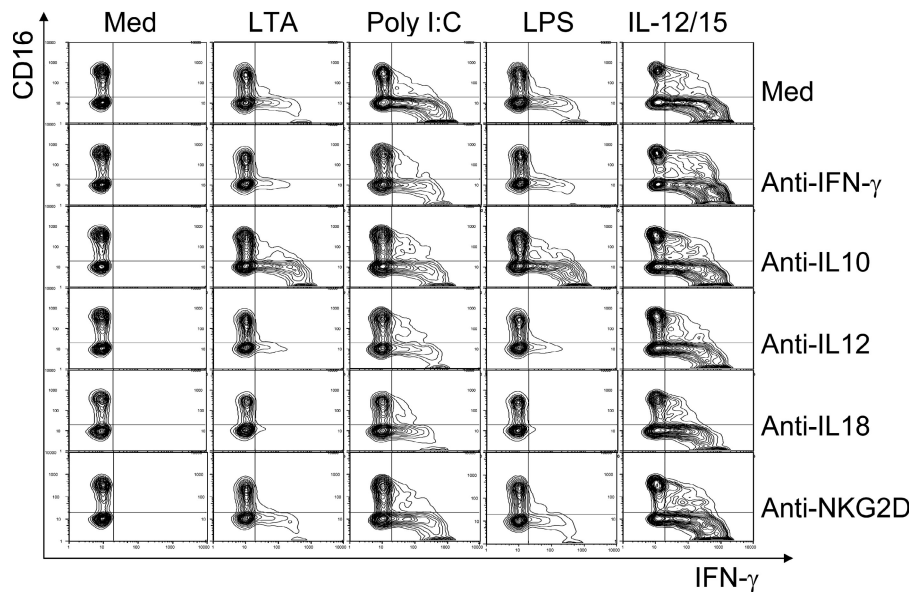 Med LTA Poly I:C LPS IL-12/15
CD16
Med
Anti-IFN-γ
Anti-IL10
Anti-IL12
Anti-IL18
Anti-NKG2D
IFN-γ